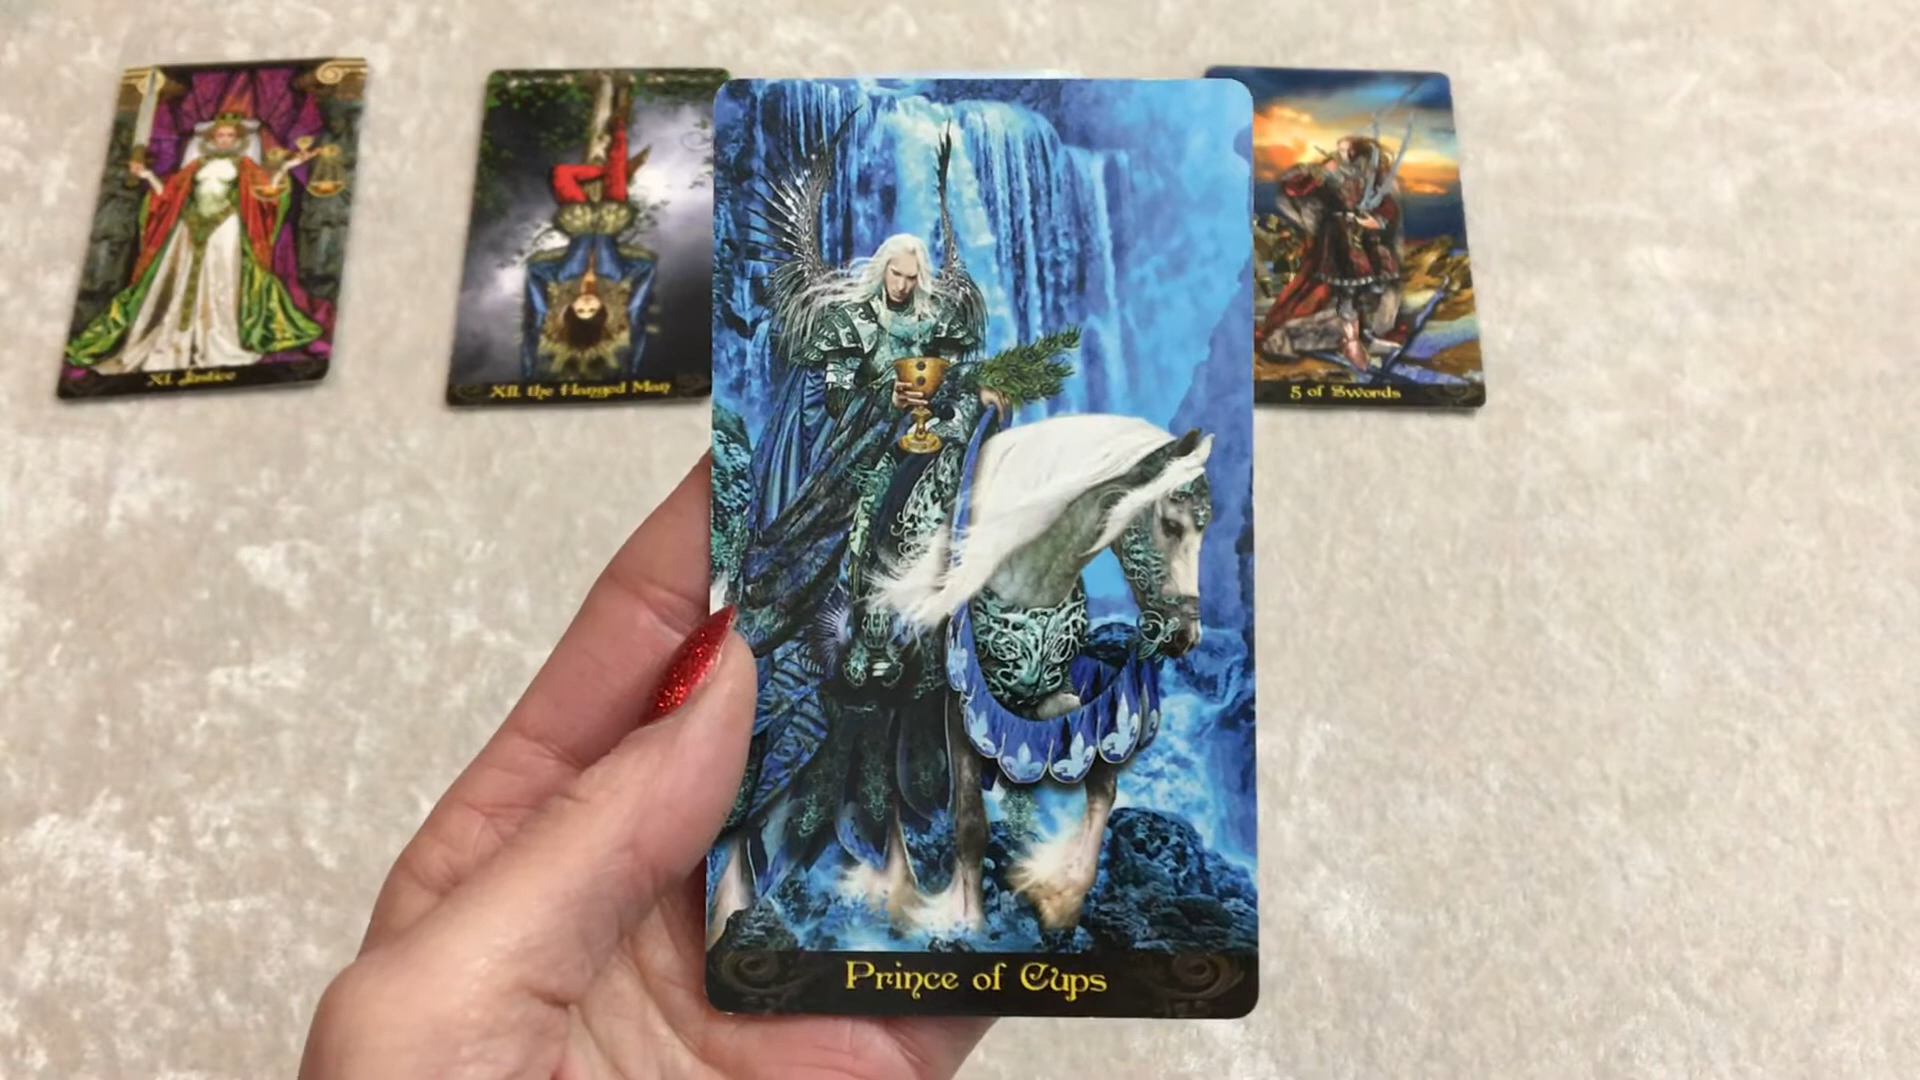 XI. Justice
XII. the Hanged Man
5 of Swords
Prince of Cups